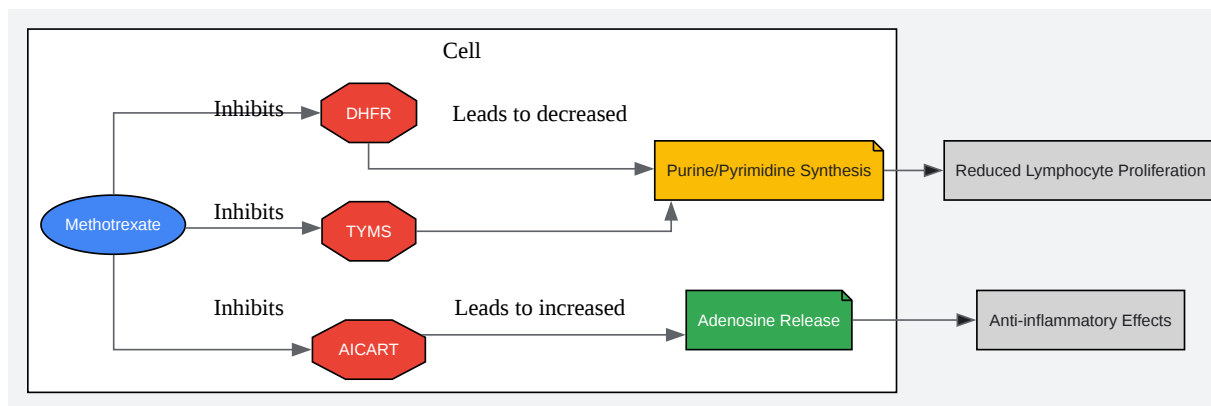 Cell
Inhibits
DHFR
Leads to decreased
Purine/Pyrimidine Synthesis
Reduced Lymphocyte Proliferation
Methotrexate
Inhibits
TYMS
Inhibits
AICART
Leads to increased
Adenosine Release
Anti-inflammatory Effects